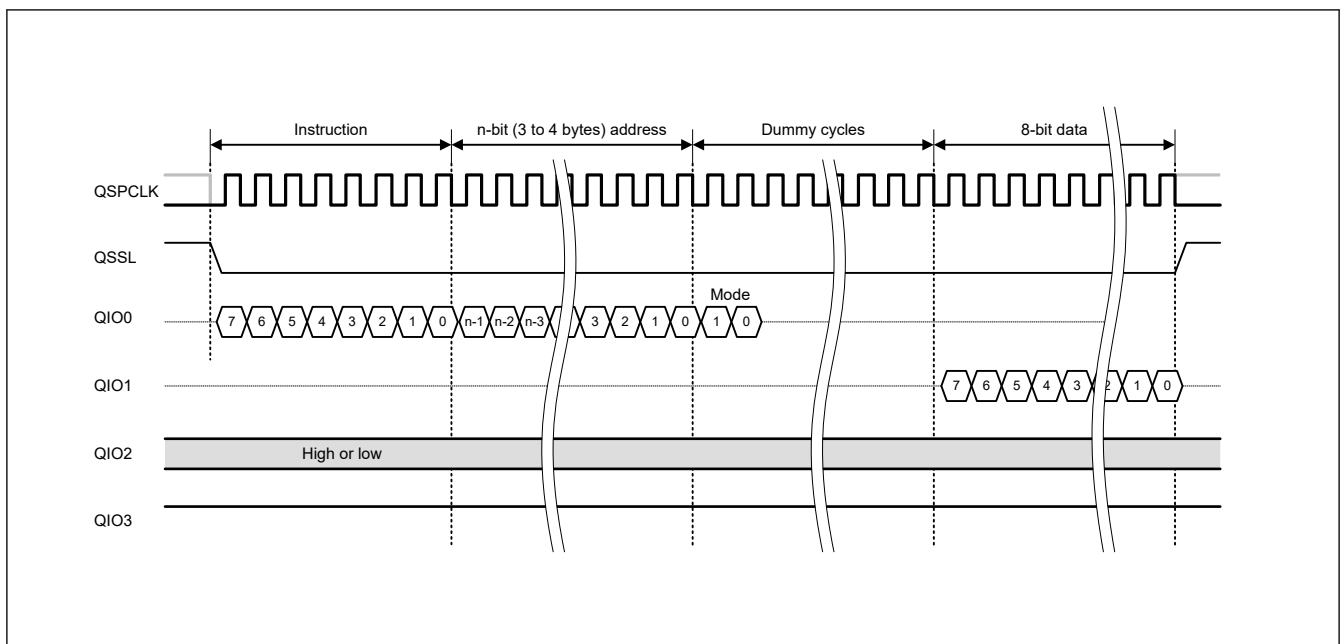 Instruction n-bit (3 to 4 bytes) address Dummy cycles 8-bit data
QSPCLK
QSSL
Mode
QIO0 7 6 5 4 3 2 1 0 n-1 n-2 n-3 3 2 1 0 1 0
QIO1 7 6 5 4 3 2 1 0
QIO2 High or low
QIO3